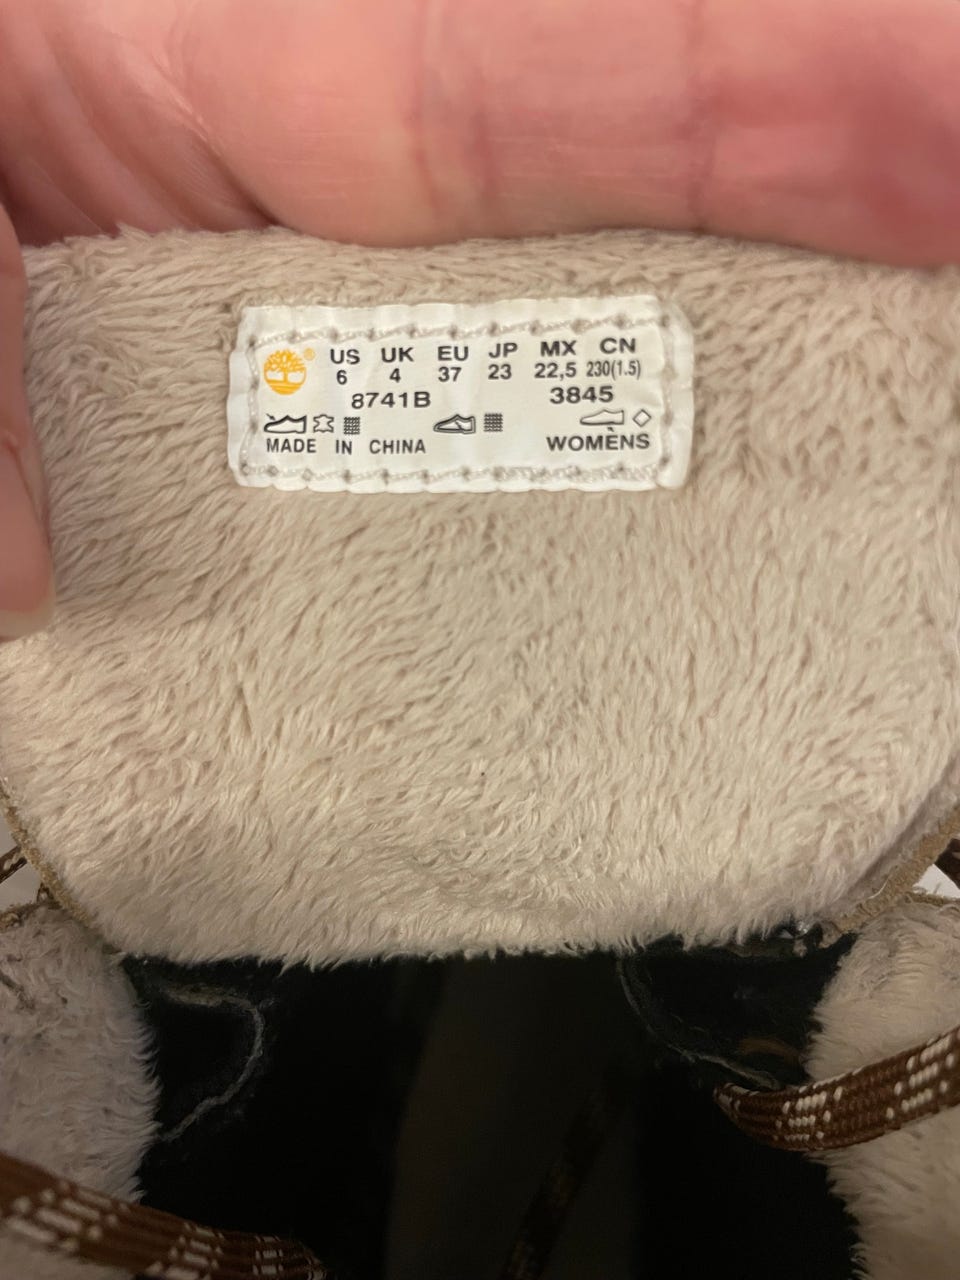 ® US UK EU JP MX CN
6 4 37 23 22,5 230(1.5)
8741B 3845
MADE IN CHINA WOMENS